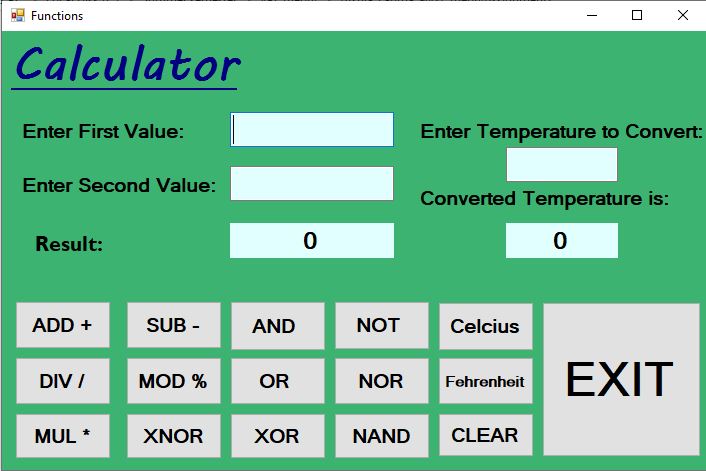 Functions
Calculator
Enter First Value:
Enter Temperature to Convert:
Enter Second Value:
Converted Temperature is:
Result:
0
0
ADD +
SUB -
AND
NOT
Celcius
EXIT
DIV /
MOD %
OR
NOR
Fehrenheit
MUL *
XNOR
XOR
NAND
CLEAR